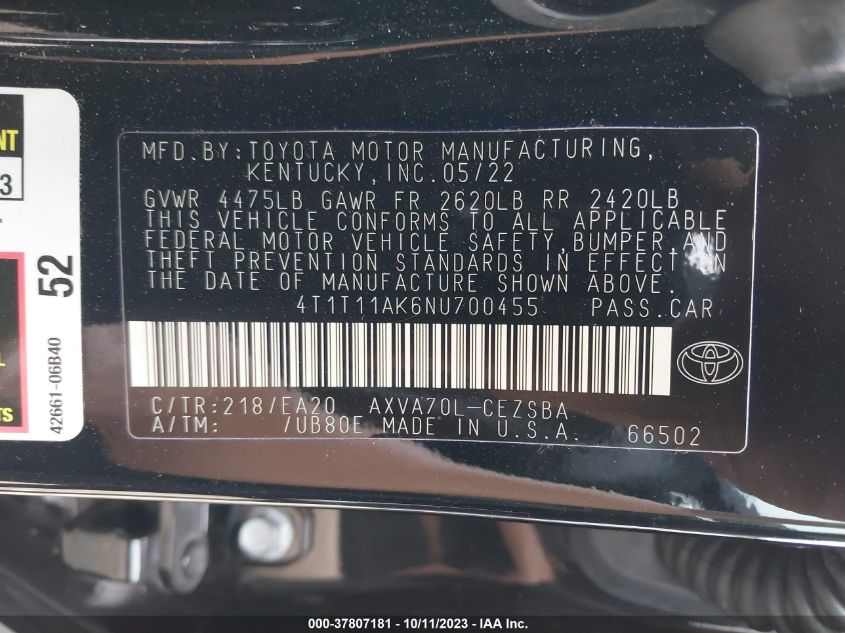 MFD. BY: TOYOTA MOTOR MANUFACTURING,
KENTUCKY, INC. 05/22
GVWR 4475LB GAWR FR 2620LB RR 2420LB
THIS VEHICLE CONFORMS TO ALL APPLICABLE
FEDERAL MOTOR VEHICLE SAFETY, BUMPER, AND
THEFT PREVENTION STANDARDS IN EFFECT ON
THE DATE OF MANUFACTURE SHOWN ABOVE.
4T1T11AK6NU700455 PASS. CAR
C/TR: 218/EA20 AXVA70L-CEZSBA
A/TM: /UB80E MADE IN U.S.A. 66502
52
42661-06B40
000-37807181 - 10/11/2023 - IAA Inc.